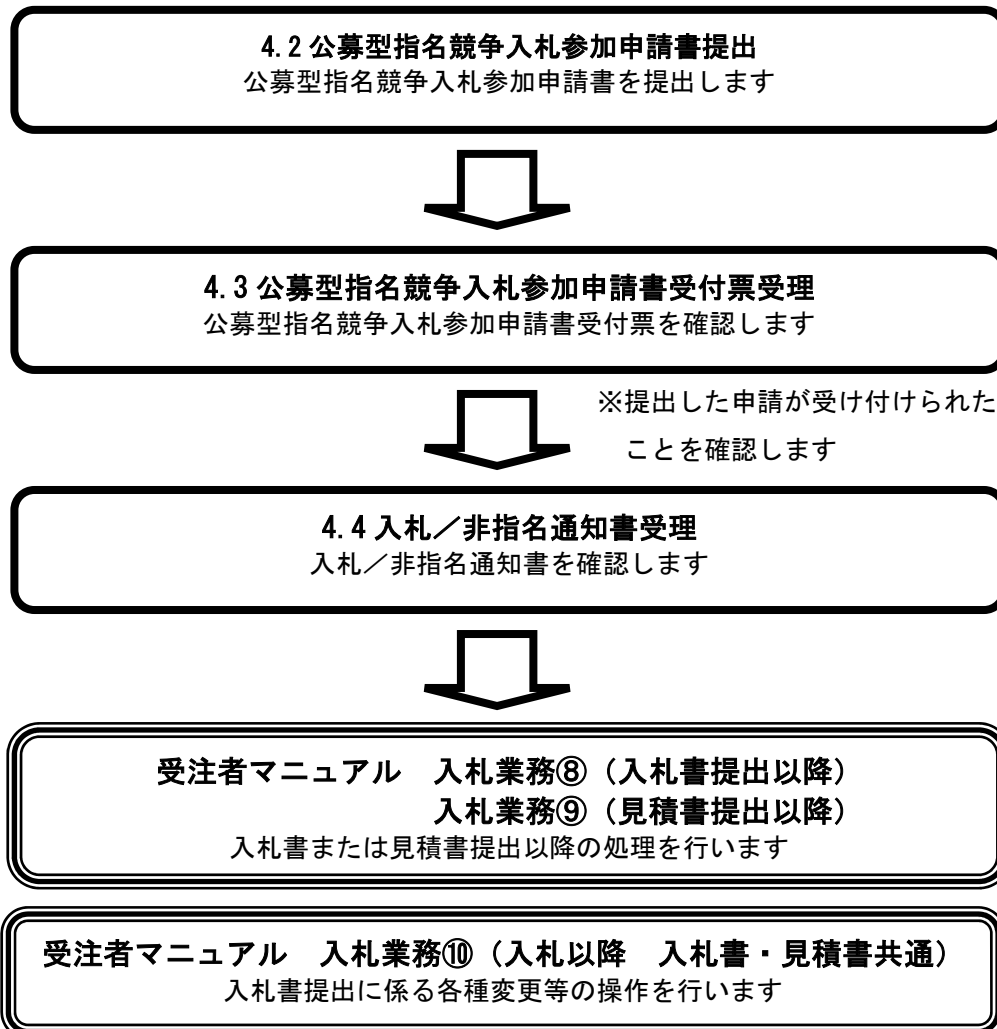 4.2 公募型指名競争入札参加申請書提出
公募型指名競争入札参加申請書を提出します
4.3 公募型指名競争入札参加申請書受付票受理
公募型指名競争入札参加申請書受付票を確認します
※提出した申請が受け付けられた
ことを確認します
4.4 入札／非指名通知書受理
入札／非指名通知書を確認します
受注者マニュアル　入札業務⑧（入札書提出以降）
入札業務⑨（見積書提出以降）
入札書または見積書提出以降の処理を行います
受注者マニュアル　入札業務⑩（入札以降　入札書・見積書共通）
入札書提出に係る各種変更等の操作を行います